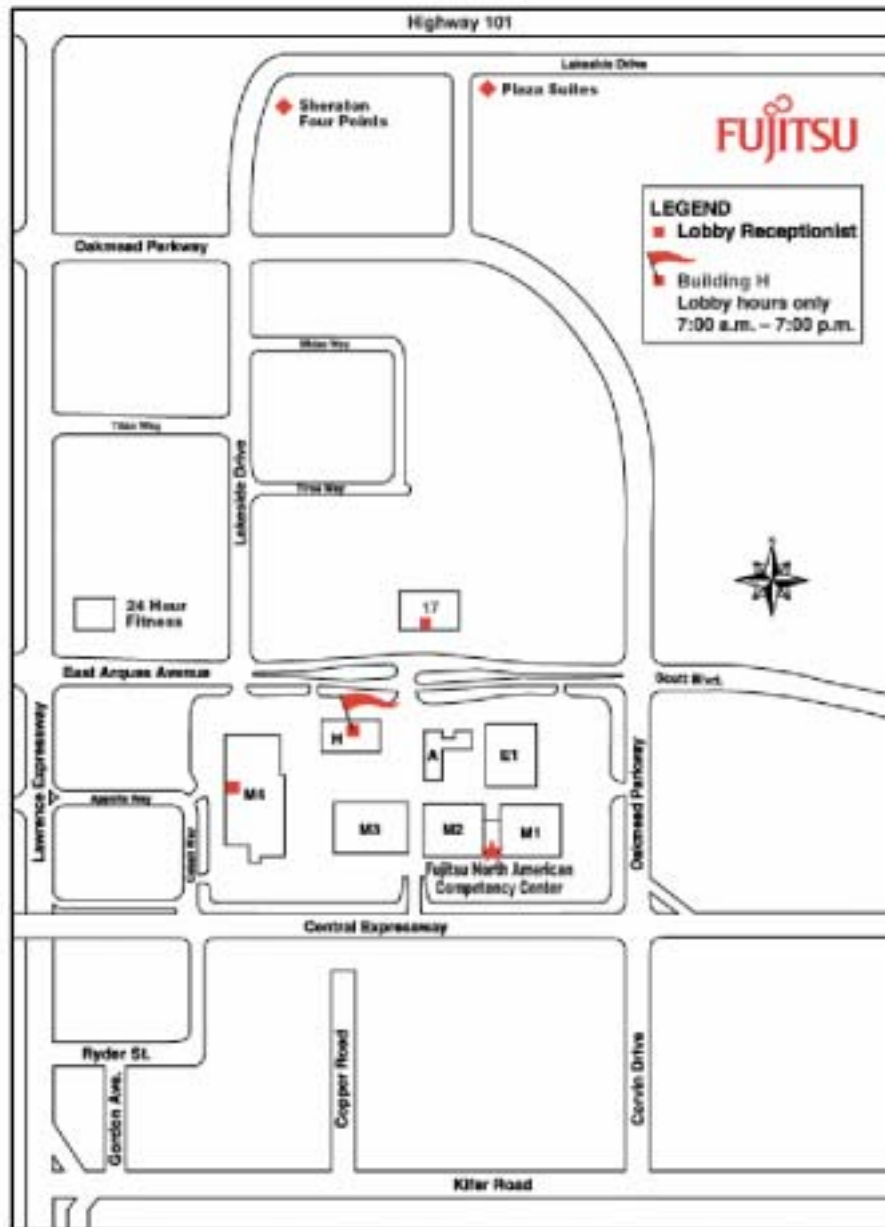 Highway 101
Lakeside Drive
Sheraton
Four Points
Plaza Suites
FUJITSU
LEGEND
Lobby Receptionist
Building H
Lobby hours only
7:00 a.m. – 7:00 p.m.
Oakmead Parkway
Titan Way
Lakeside Drive
24 Hour
Fitness
17
East Arques Avenue
Scott Blvd.
H
A
E1
M4
M3
M2
M1
Lawrence Expressway
Oakmead Parkway
Fujitsu North American
Competency Center
Central Expressway
Ryder St.
Gordon Ave.
Copper Road
Corvin Drive
Kifer Road